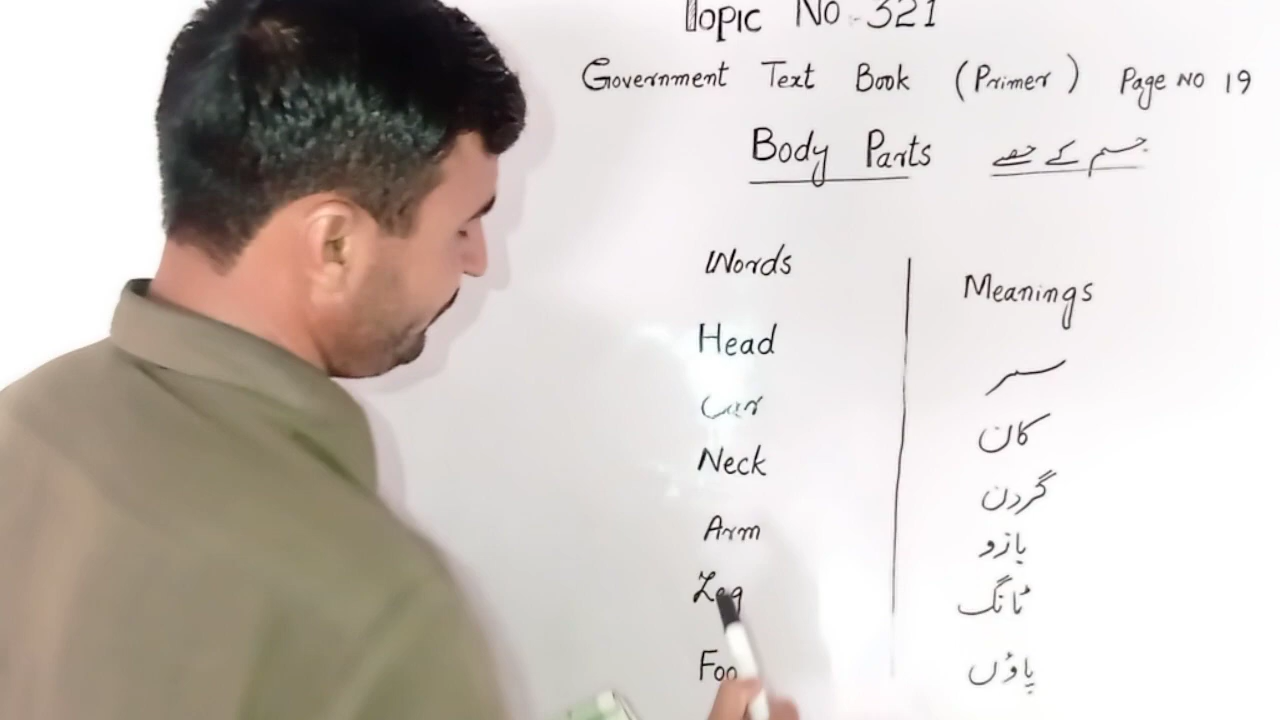 Topic No - 321
Government Text Book (Primer) Page NO 19
Body Parts جسم کے حصے
Words Meanings
Head سر
Ear کان
Neck گردن
Arm بازو
Leg ٹانگ
Foo پاؤں